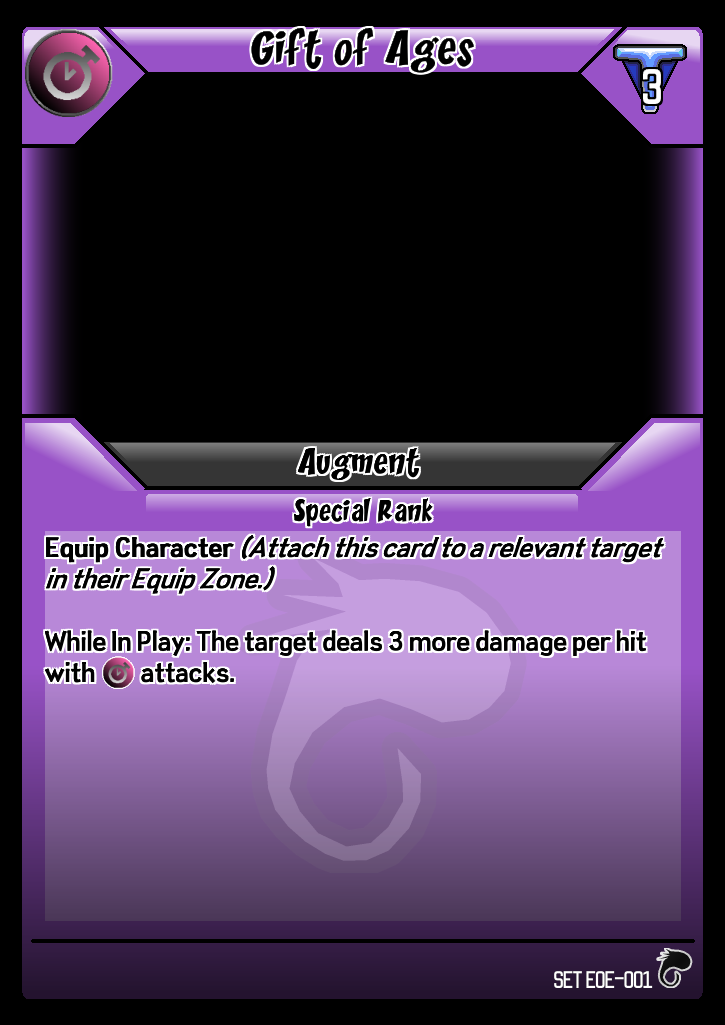 Gift of Ages
3
Augment
Special Rank
Equip Character (Attach this card to a relevant target
in their Equip Zone.)
While In Play: The target deals 3 more damage per hit
with attacks.
SET EOE-001